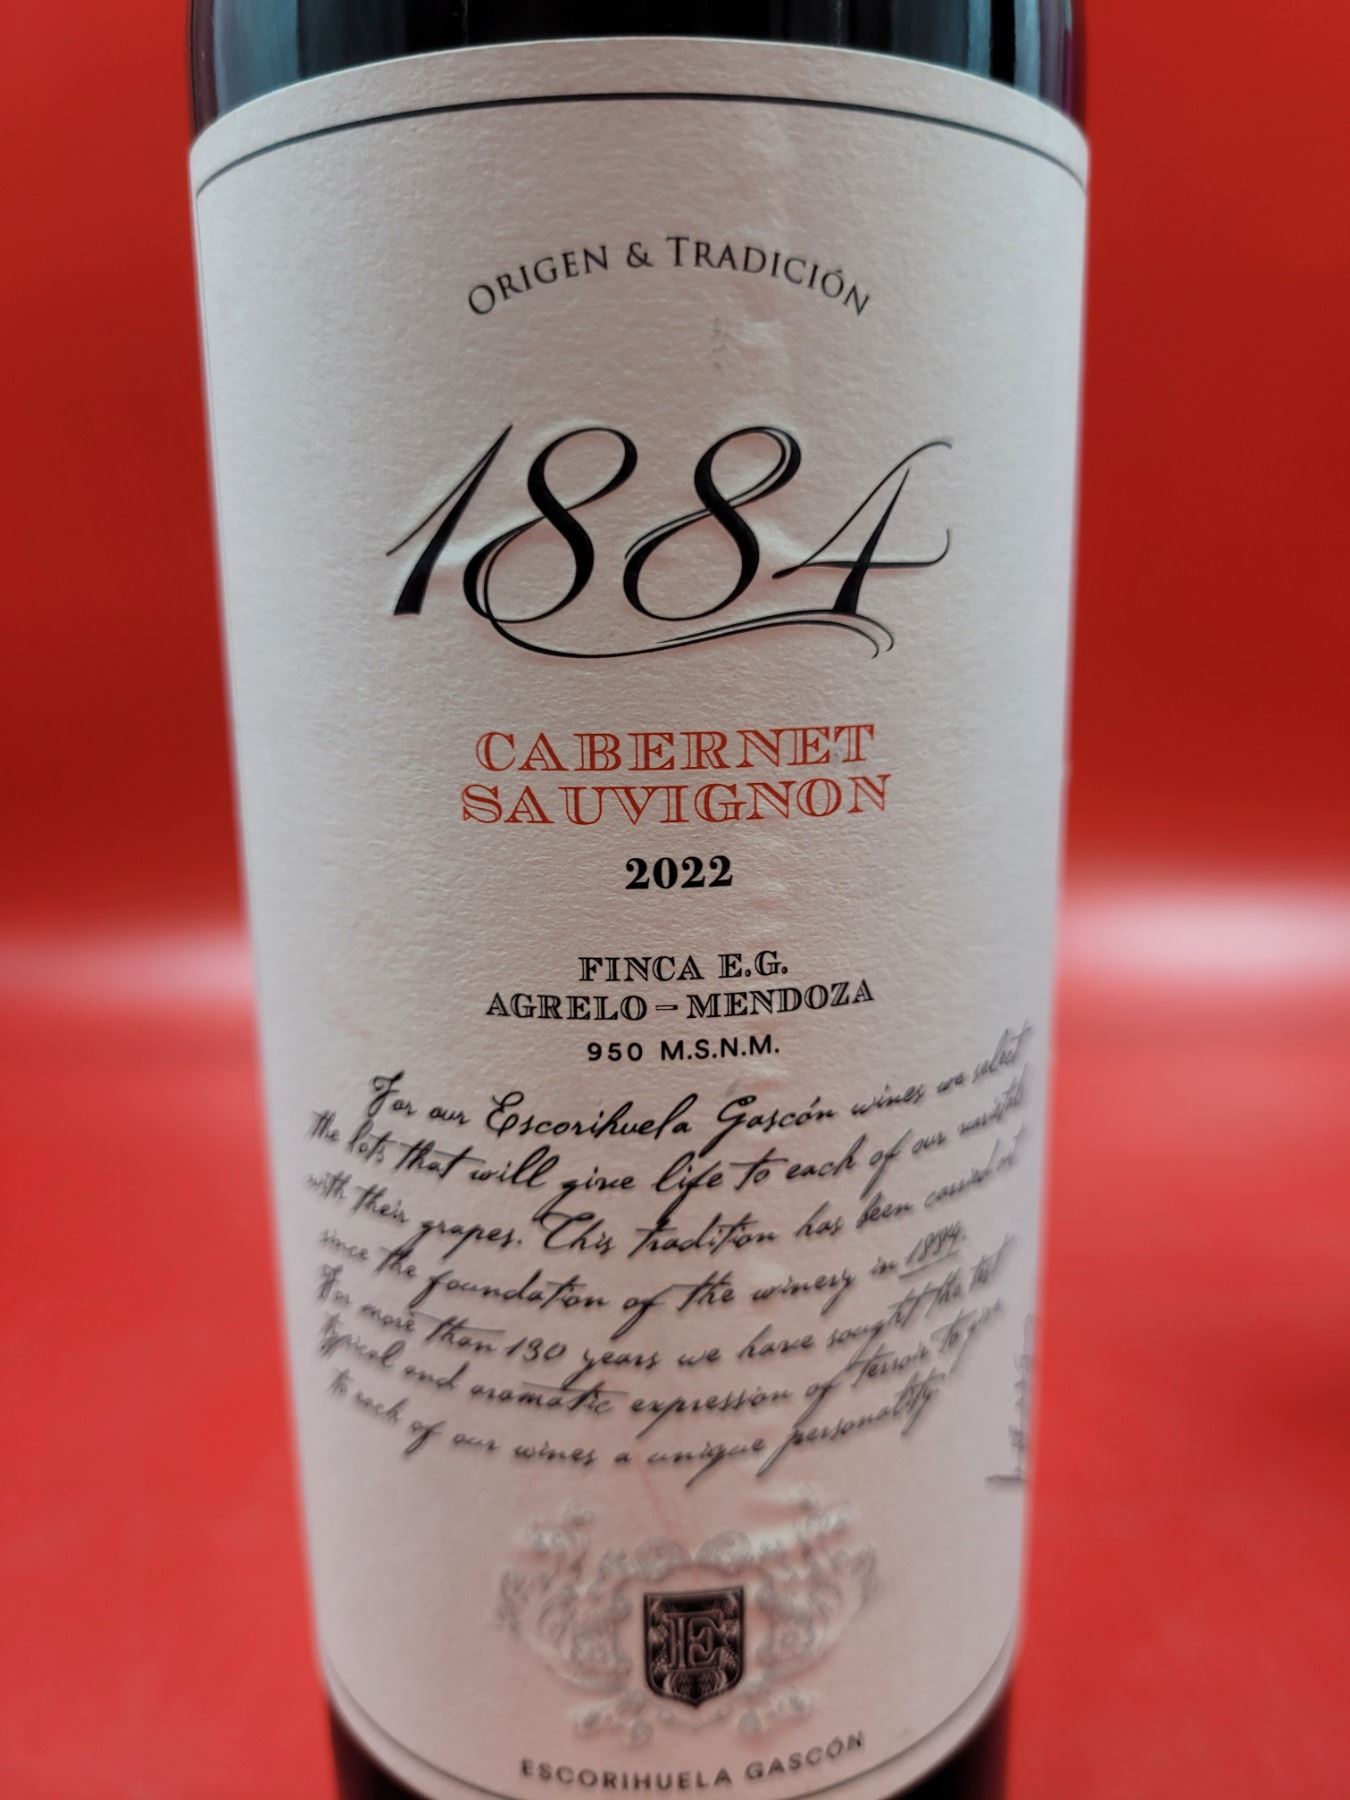 ORIGEN & TRADICIÓN
1884
CABERNET
SAUVIGNON
2022
FINCA E.G.
AGRELO – MENDOZA
950 M.S.N.M.
For our Escorihuela Gascón wines we select
the lots that will give life to each of our varietals
with their grapes. This tradition has been carried out
since the foundation of the winery in 1884.
For more than 130 years we have sought the best
typical and aromatic expression of terroir to give
to each of our wines a unique personality.
E
ESCORIHUELA GASCÓN